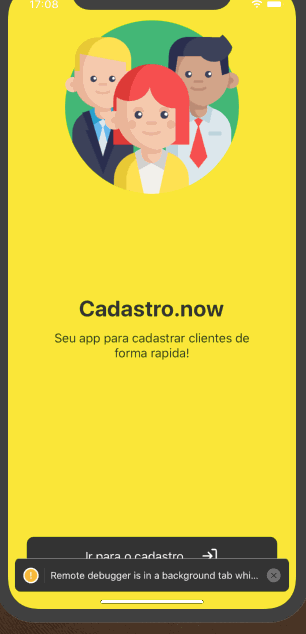 17:08
Cadastro.now
Seu app para cadastrar clientes de
forma rapida!
Ir para o cadastro
1
Remote debugger is in a background tab whi...